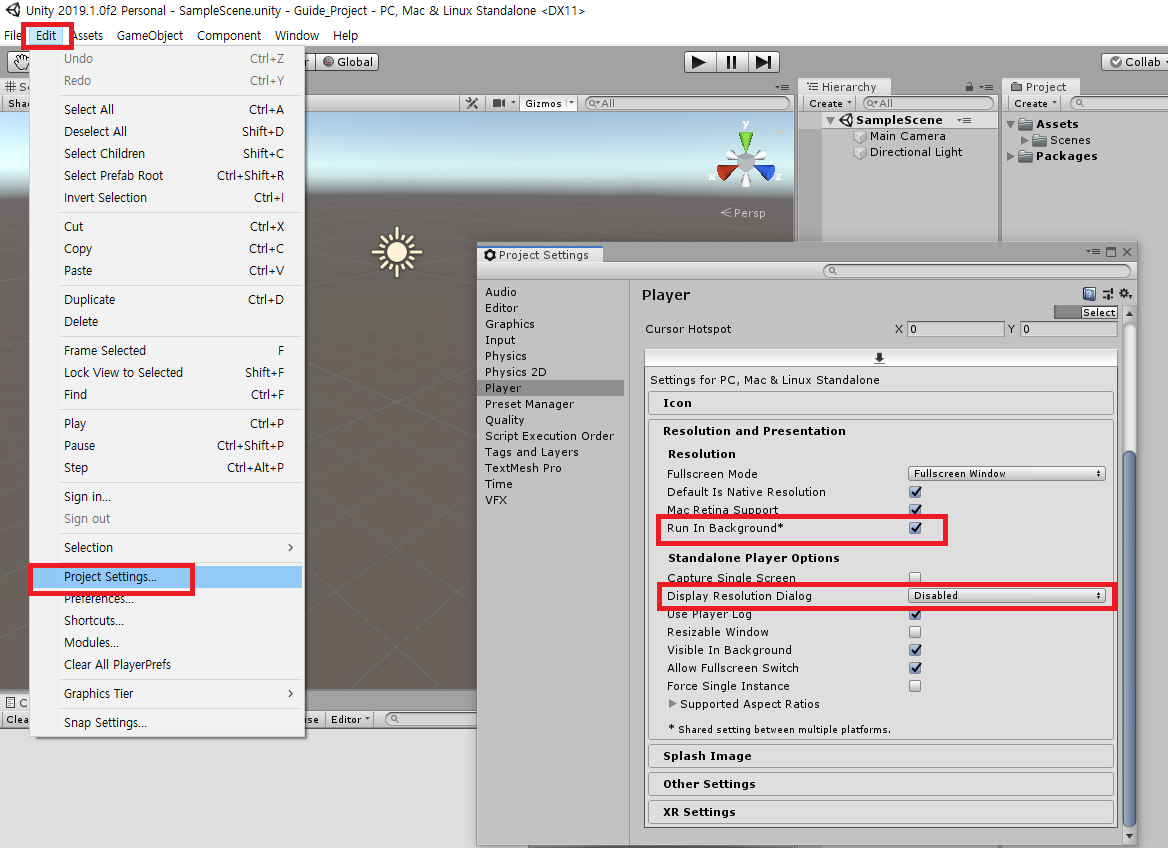 Unity 2019.1.0f2 Personal - SampleScene.unity - Guide_Project - PC, Mac & Linux Standalone <DX11>
File Edit Assets GameObject Component Window Help
Global
Collab
Gizmos All
Undo Ctrl+Z
Redo Ctrl+Y
Select All Ctrl+A
Deselect All Shift+D
Select Children Shift+C
Select Prefab Root Ctrl+Shift+R
Invert Selection Ctrl+I
Cut Ctrl+X
Copy Ctrl+C
Paste Ctrl+V
Duplicate Ctrl+D
Delete
Frame Selected F
Lock View to Selected Shift+F
Find Ctrl+F
Play Ctrl+P
Pause Ctrl+Shift+P
Step Ctrl+Alt+P
Sign in...
Sign out
Selection
Project Settings...
Preferences...
Shortcuts...
Modules...
Clear All PlayerPrefs
Graphics Tier
Snap Settings...
Editor
y
x z
Persp
Hierarchy
Create All
SampleScene
Main Camera
Directional Light
Project
Create
Assets
Scenes
Packages
Project Settings
Audio
Editor
Graphics
Input
Physics
Physics 2D
Player
Preset Manager
Quality
Script Execution Order
Tags and Layers
TextMesh Pro
Time
VFX
Player
Select
Cursor Hotspot X 0 Y 0
Settings for PC, Mac & Linux Standalone
Icon
Resolution and Presentation
Resolution
Fullscreen Mode Fullscreen Window
Default Is Native Resolution
Mac Retina Support
Run In Background*
Standalone Player Options
Capture Single Screen
Display Resolution Dialog Disabled
Use Player Log
Resizable Window
Visible In Background
Allow Fullscreen Switch
Force Single Instance
Supported Aspect Ratios
* Shared setting between multiple platforms.
Splash Image
Other Settings
XR Settings